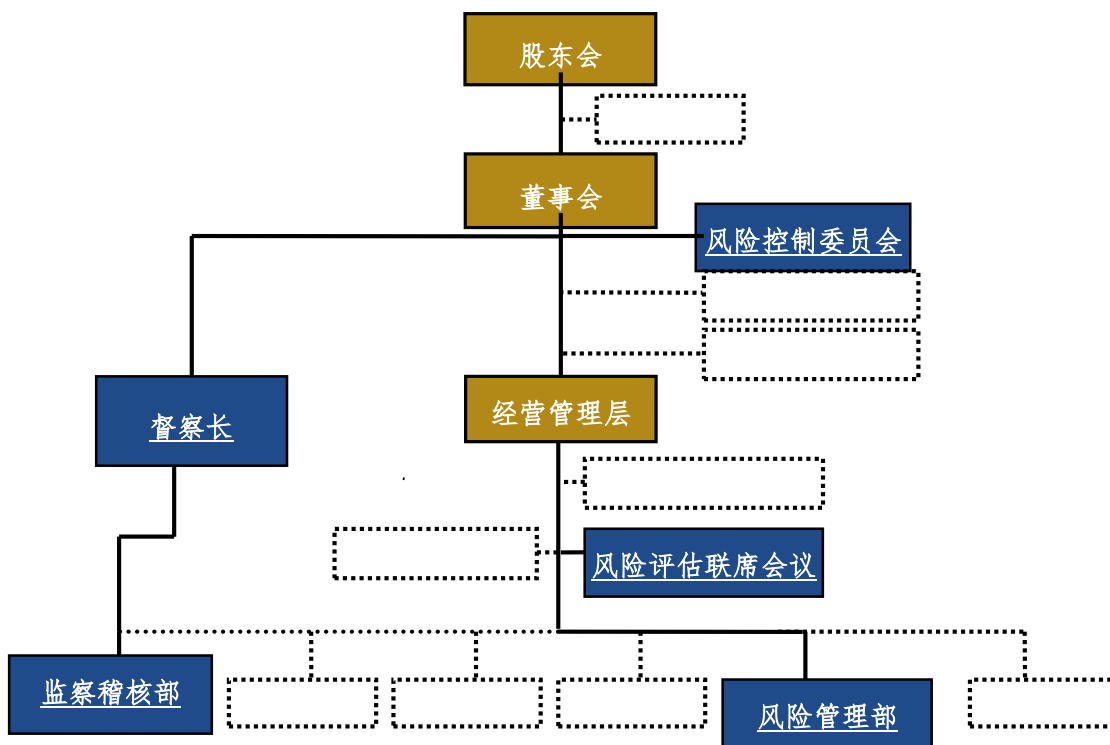 股东会
董事会
风险控制委员会
督察长
经营管理层
风险评估联席会议
监察稽核部
风险管理部